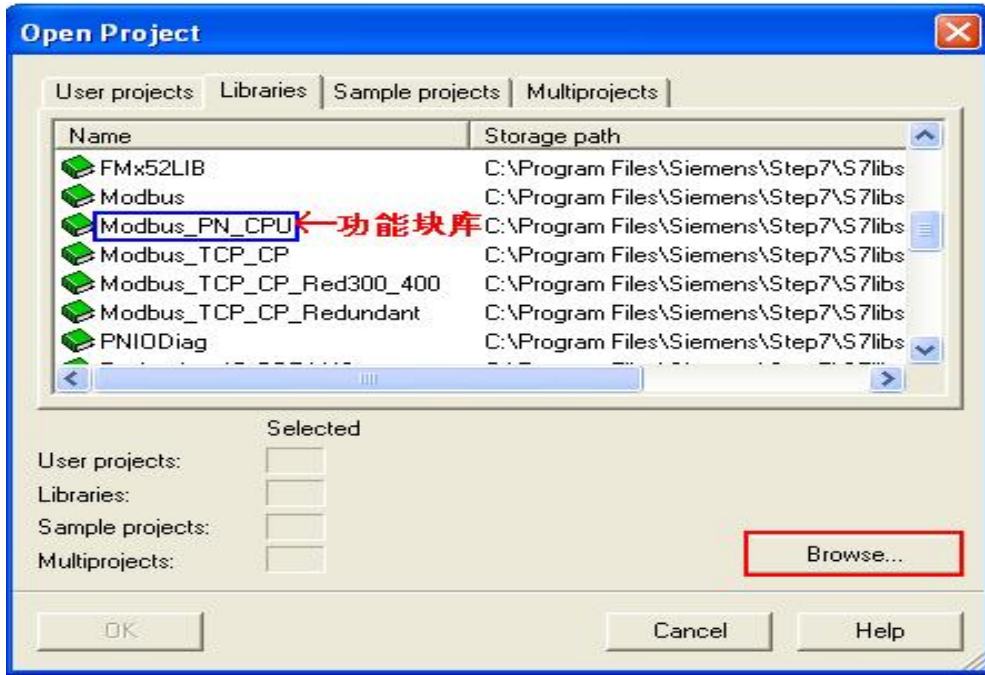 Open Project
User projects Libraries Sample projects Multiprojects
Name Storage path
FMx52LIB C:\Program Files\Siemens\Step7\S7libs
Modbus C:\Program Files\Siemens\Step7\S7libs
Modbus_PN_CPU 功能块库 C:\Program Files\Siemens\Step7\S7libs
Modbus_TCP_CP C:\Program Files\Siemens\Step7\S7libs
Modbus_TCP_CP_Red300_400 C:\Program Files\Siemens\Step7\S7libs
Modbus_TCP_CP_Redundant C:\Program Files\Siemens\Step7\S7libs
PNIODiag C:\Program Files\Siemens\Step7\S7libs
Selected
User projects:
Libraries:
Sample projects:
Multiprojects:
Browse...
OK Cancel Help